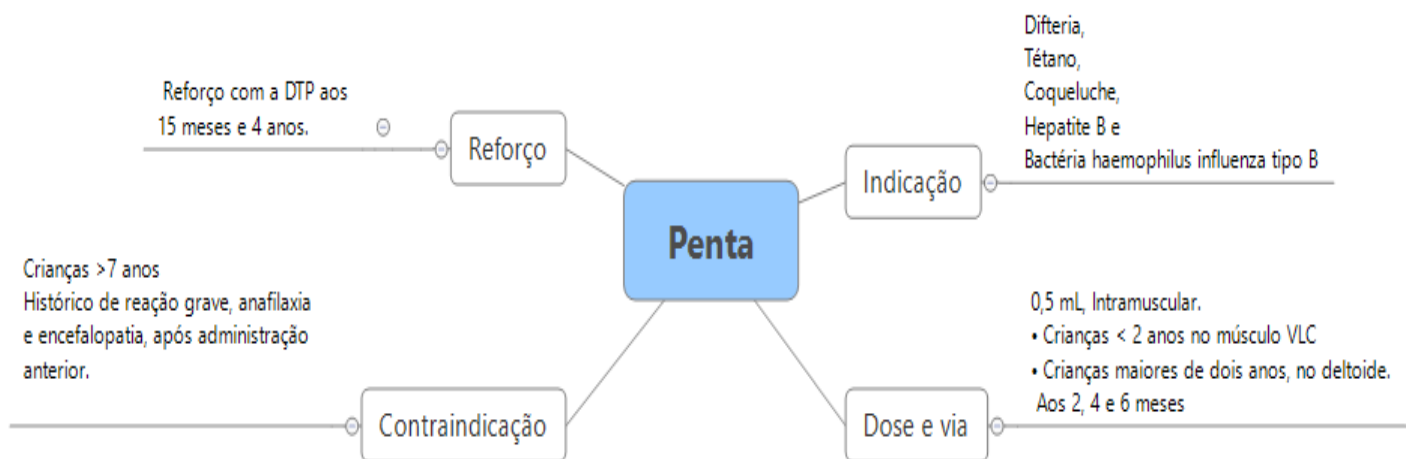 Penta
Reforço
Reforço com a DTP aos
15 meses e 4 anos.
Indicação
Difteria,
Tétano,
Coqueluche,
Hepatite B e
Bactéria haemophilus influenza tipo B
Contraindicação
Crianças >7 anos
Histórico de reação grave, anafilaxia
e encefalopatia, após administração
anterior.
Dose e via
0,5 mL, Intramuscular.
• Crianças < 2 anos no músculo VLC
• Crianças maiores de dois anos, no deltoide.
Aos 2, 4 e 6 meses